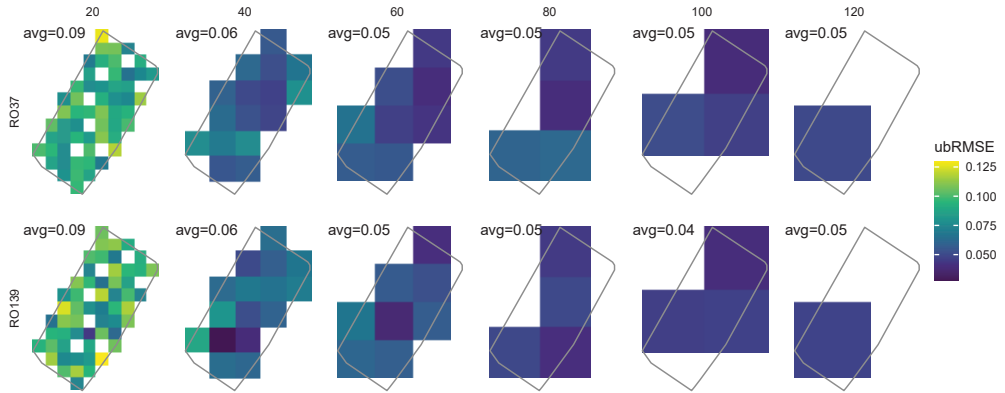 20 40 60 80 100 120
RO37
avg=0.09 avg=0.06 avg=0.05 avg=0.05 avg=0.05 avg=0.05
RO139
avg=0.09 avg=0.06 avg=0.05 avg=0.05 avg=0.04 avg=0.05
ubRMSE
0.125
0.100
0.075
0.050